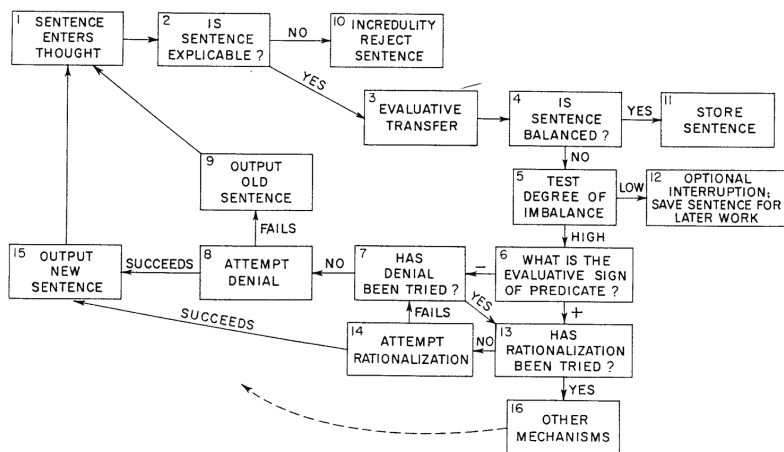 1 SENTENCE
ENTERS
THOUGHT
2 IS
SENTENCE
EXPLICABLE ?
NO
10 INCREDULITY
REJECT
SENTENCE
YES
3 EVALUATIVE
TRANSFER
4 IS
SENTENCE
BALANCED ?
YES
11 STORE
SENTENCE
NO
5 TEST
DEGREE OF
IMBALANCE
LOW
12 OPTIONAL
INTERRUPTION;
SAVE SENTENCE FOR
LATER WORK
HIGH
9 OUTPUT
OLD
SENTENCE
FAILS
15 OUTPUT
NEW
SENTENCE
SUCCEEDS
8 ATTEMPT
DENIAL
NO
7 HAS
DENIAL
BEEN TRIED ?
−
6 WHAT IS THE
EVALUATIVE SIGN
OF PREDICATE ?
YES
+
FAILS
SUCCEEDS
14 ATTEMPT
RATIONALIZATION
NO
13 HAS
RATIONALIZATION
BEEN TRIED ?
YES
16 OTHER
MECHANISMS